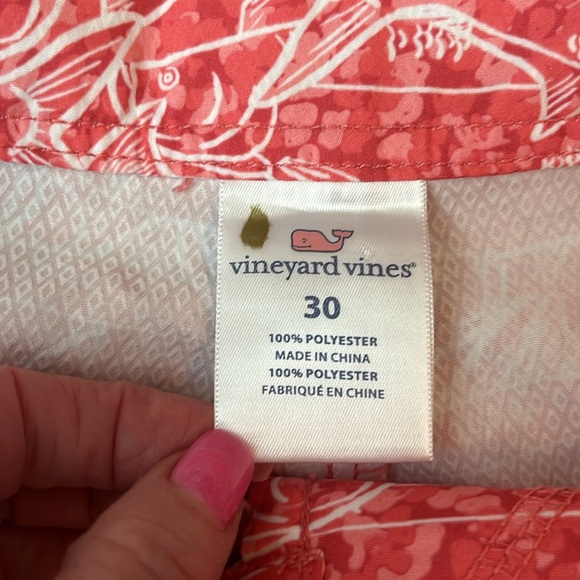 vineyard vines®
30
100% POLYESTER
MADE IN CHINA
100% POLYESTER
FABRIQUÉ EN CHINE